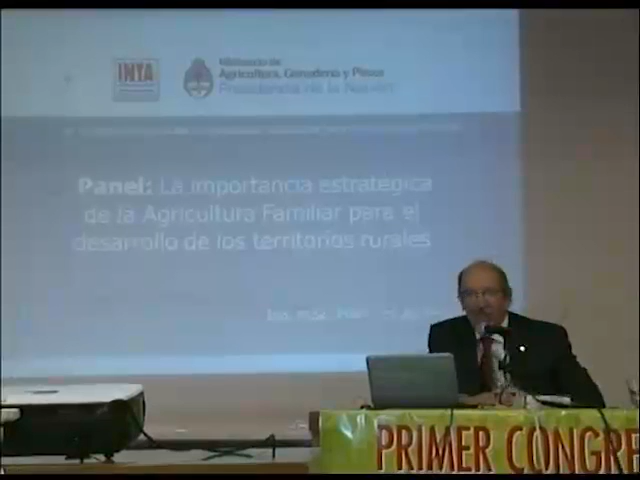 INTA
Ministerio de
Agricultura, Ganadería y Pesca
Presidencia de la Nación
Panel: La importancia estratégica
de la Agricultura Familiar para el
desarrollo de los territorios rurales
PRIMER CONGRE